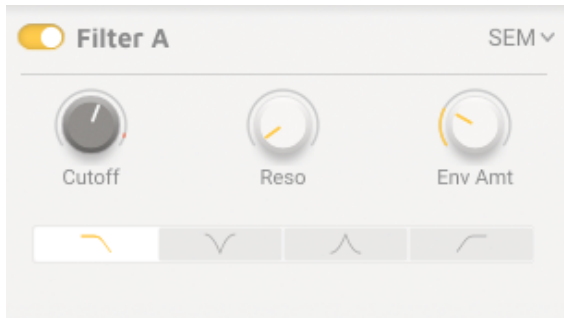 Filter A
SEM
Cutoff
Reso
Env Amt